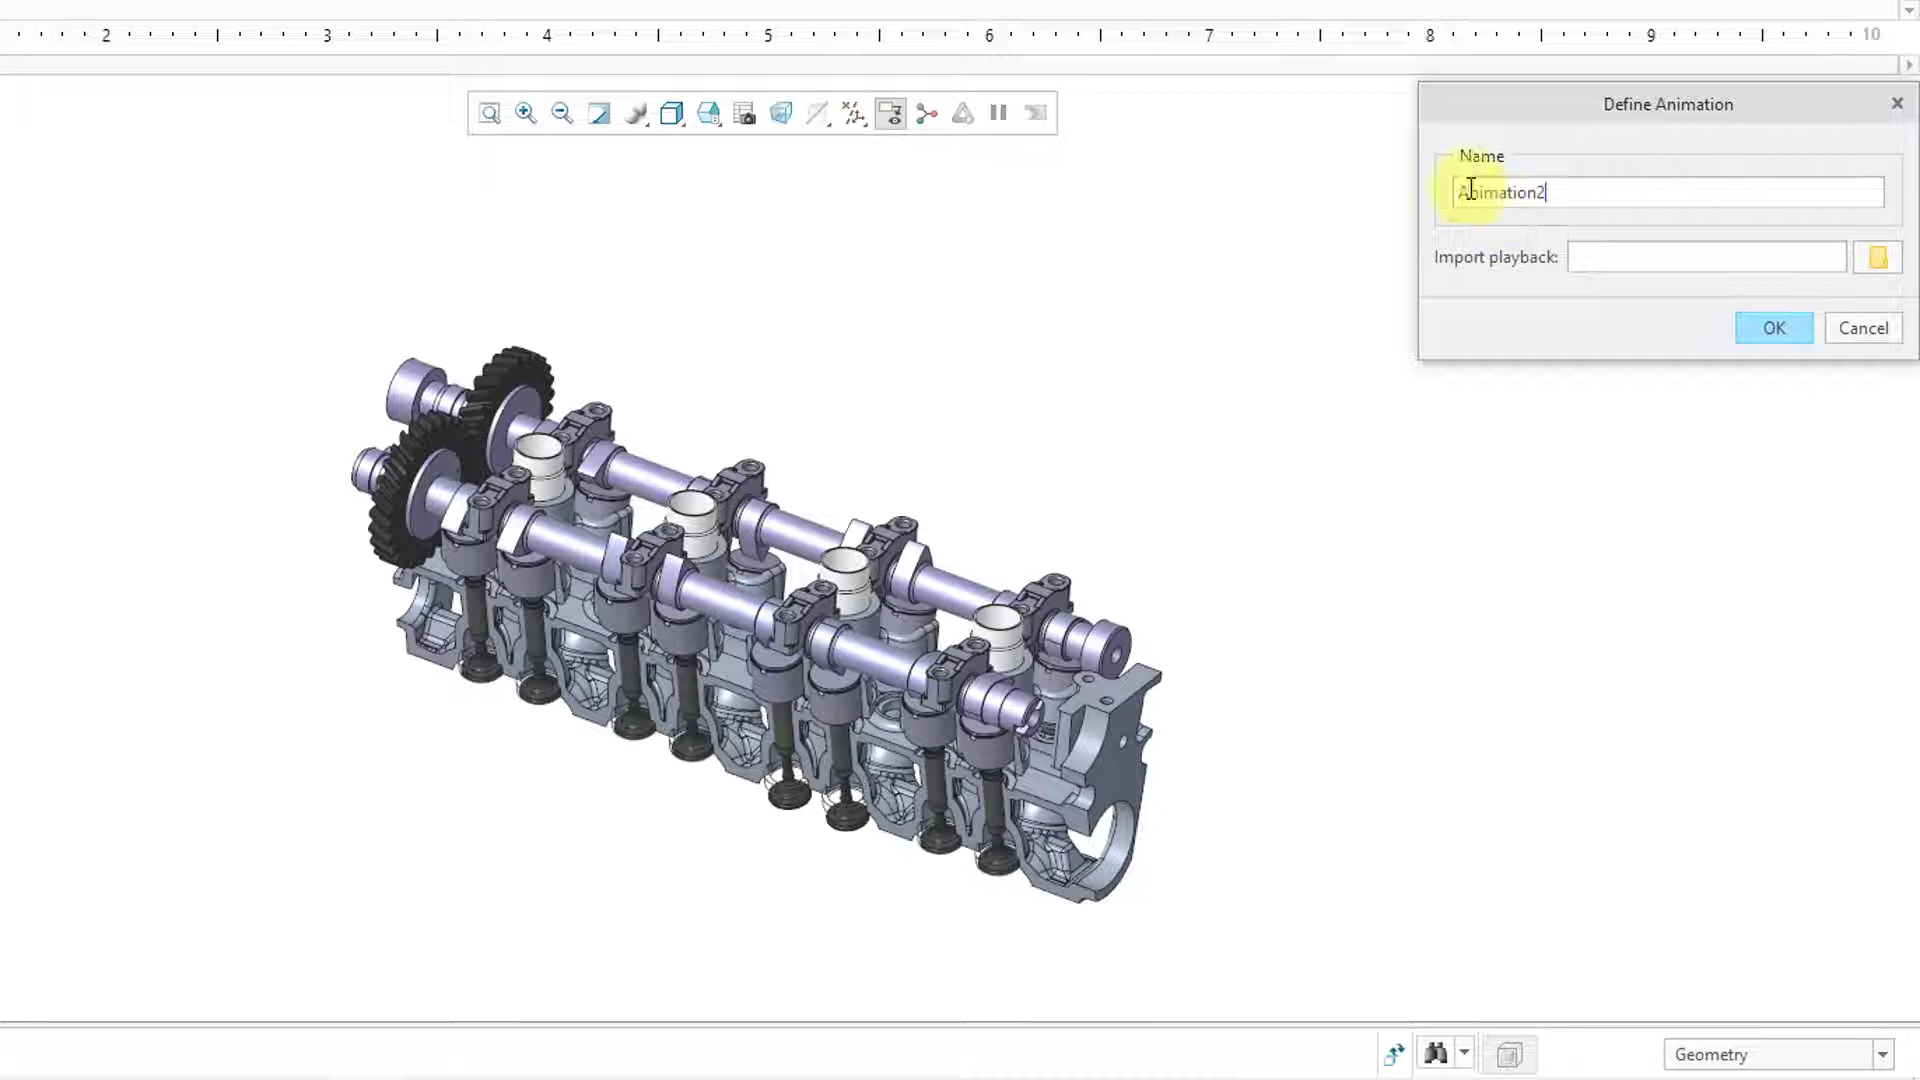 2 3 4 5 6 7 8 9 10
Define Animation
Name
Animation2
Import playback:
OK Cancel
Geometry